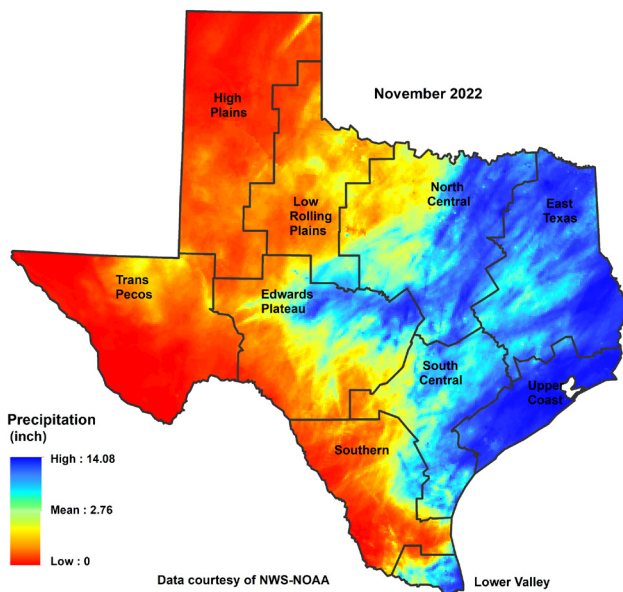 November 2022
High
Plains
Low
Rolling
Plains
North
Central
East
Texas
Trans
Pecos
Edwards
Plateau
South
Central
Upper
Coast
Southern
Lower Valley
Precipitation
(inch)
High : 14.08
Mean : 2.76
Low : 0
Data courtesy of NWS-NOAA